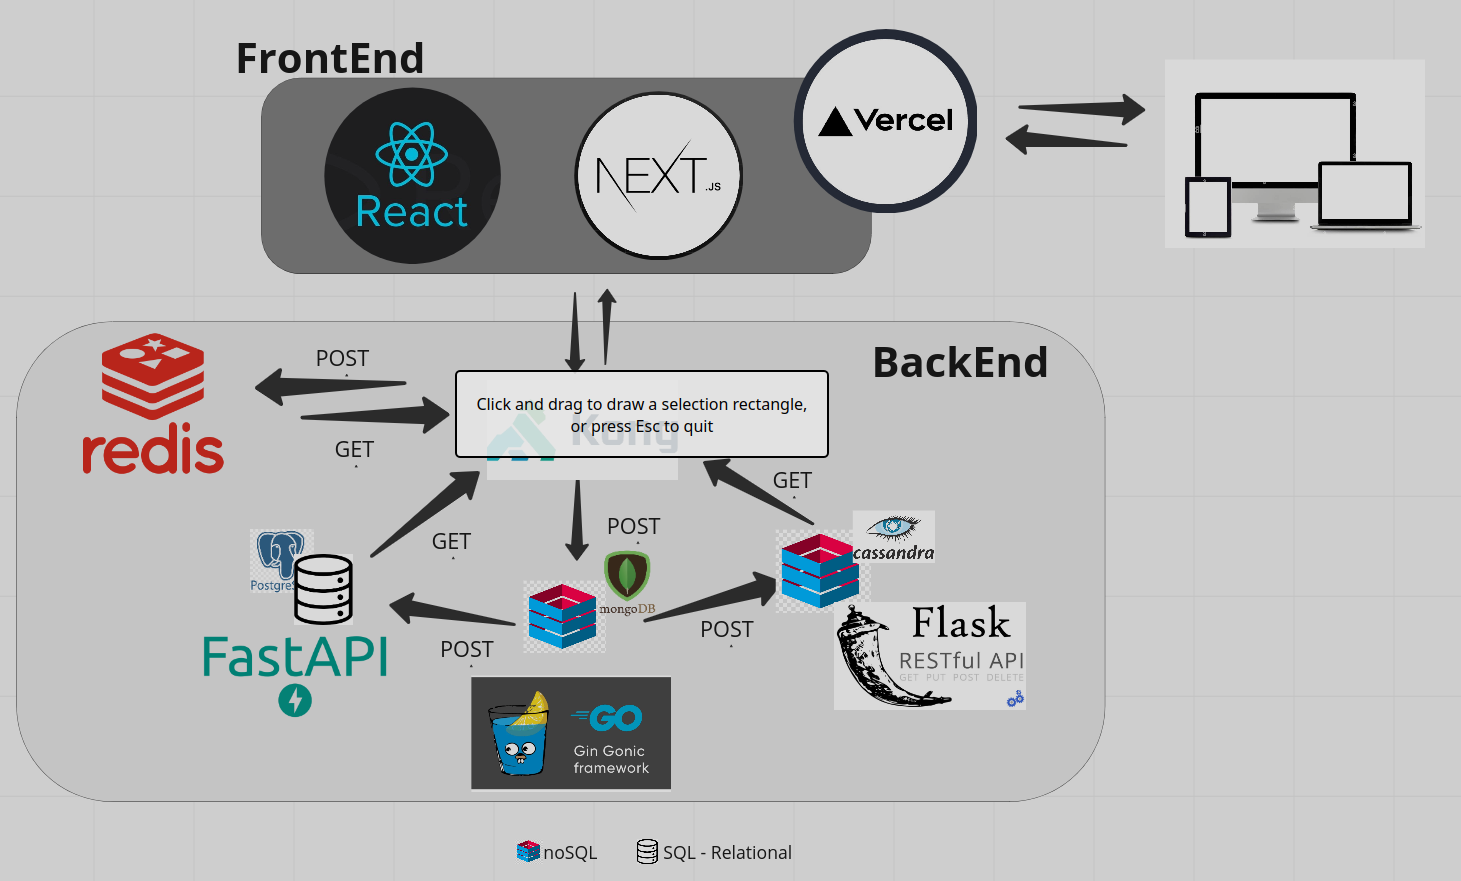 FrontEnd
React
NEXT.JS
Vercel
BackEnd
redis
POST
GET
Click and drag to draw a selection rectangle,
or press Esc to quit
Kong
GET
POST
GET
cassandra
mongoDB
POST
POST
FastAPI
Flask
RESTful API
GET PUT POST DELETE
GO
Gin Gonic
framework
noSQL
SQL - Relational